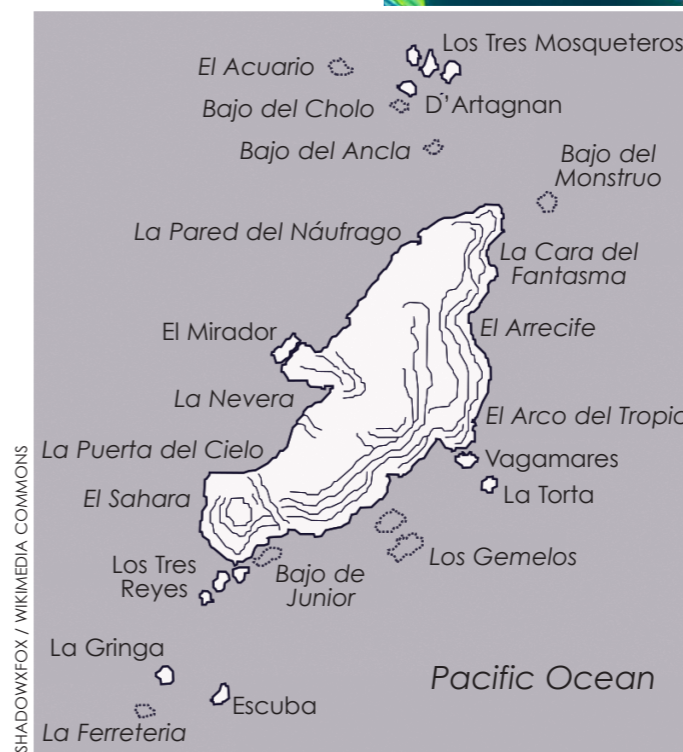 Los Tres Mosqueteros
El Acuario
Bajo del Cholo
D'Artagnan
Bajo del Ancla
Bajo del
Monstruo
La Pared del Náufrago
La Cara del
Fantasma
El Mirador
El Arrecife
La Nevera
El Arco del Tropic
La Puerta del Cielo
Vagamares
El Sahara
La Torta
Los Tres
Reyes
Bajo de
Junior
Los Gemelos
La Gringa
Pacific Ocean
Escuba
La Ferreteria
SHADOWXFOX / WIKIMEDIA COMMONS